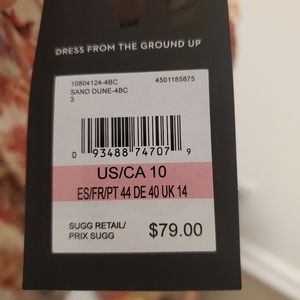 DRESS FROM THE GROUND UP
10804124-4BC 4501185875
SAND DUNE-4BC
3
0 93488 74707 9
US/CA 10
ES/FR/PT 44 DE 40 UK 14
SUGG RETAIL/
PRIX SUGG $79.00